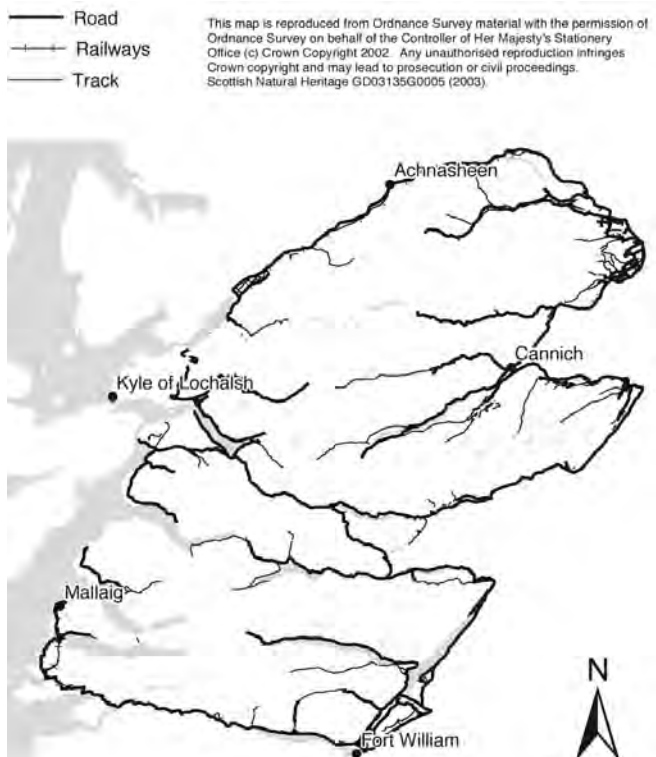 Road
Railways
Track
This map is reproduced from Ordnance Survey material with the permission of
Ordnance Survey on behalf of the Controller of Her Majesty's Stationery
Office (c) Crown Copyright 2002. Any unauthorised reproduction infringes
Crown copyright and may lead to prosecution or civil proceedings.
Scottish Natural Heritage GD03135G0005 (2003).
Achnasheen
Cannich
Kyle of Lochalsh
Mallaig
N
Fort William